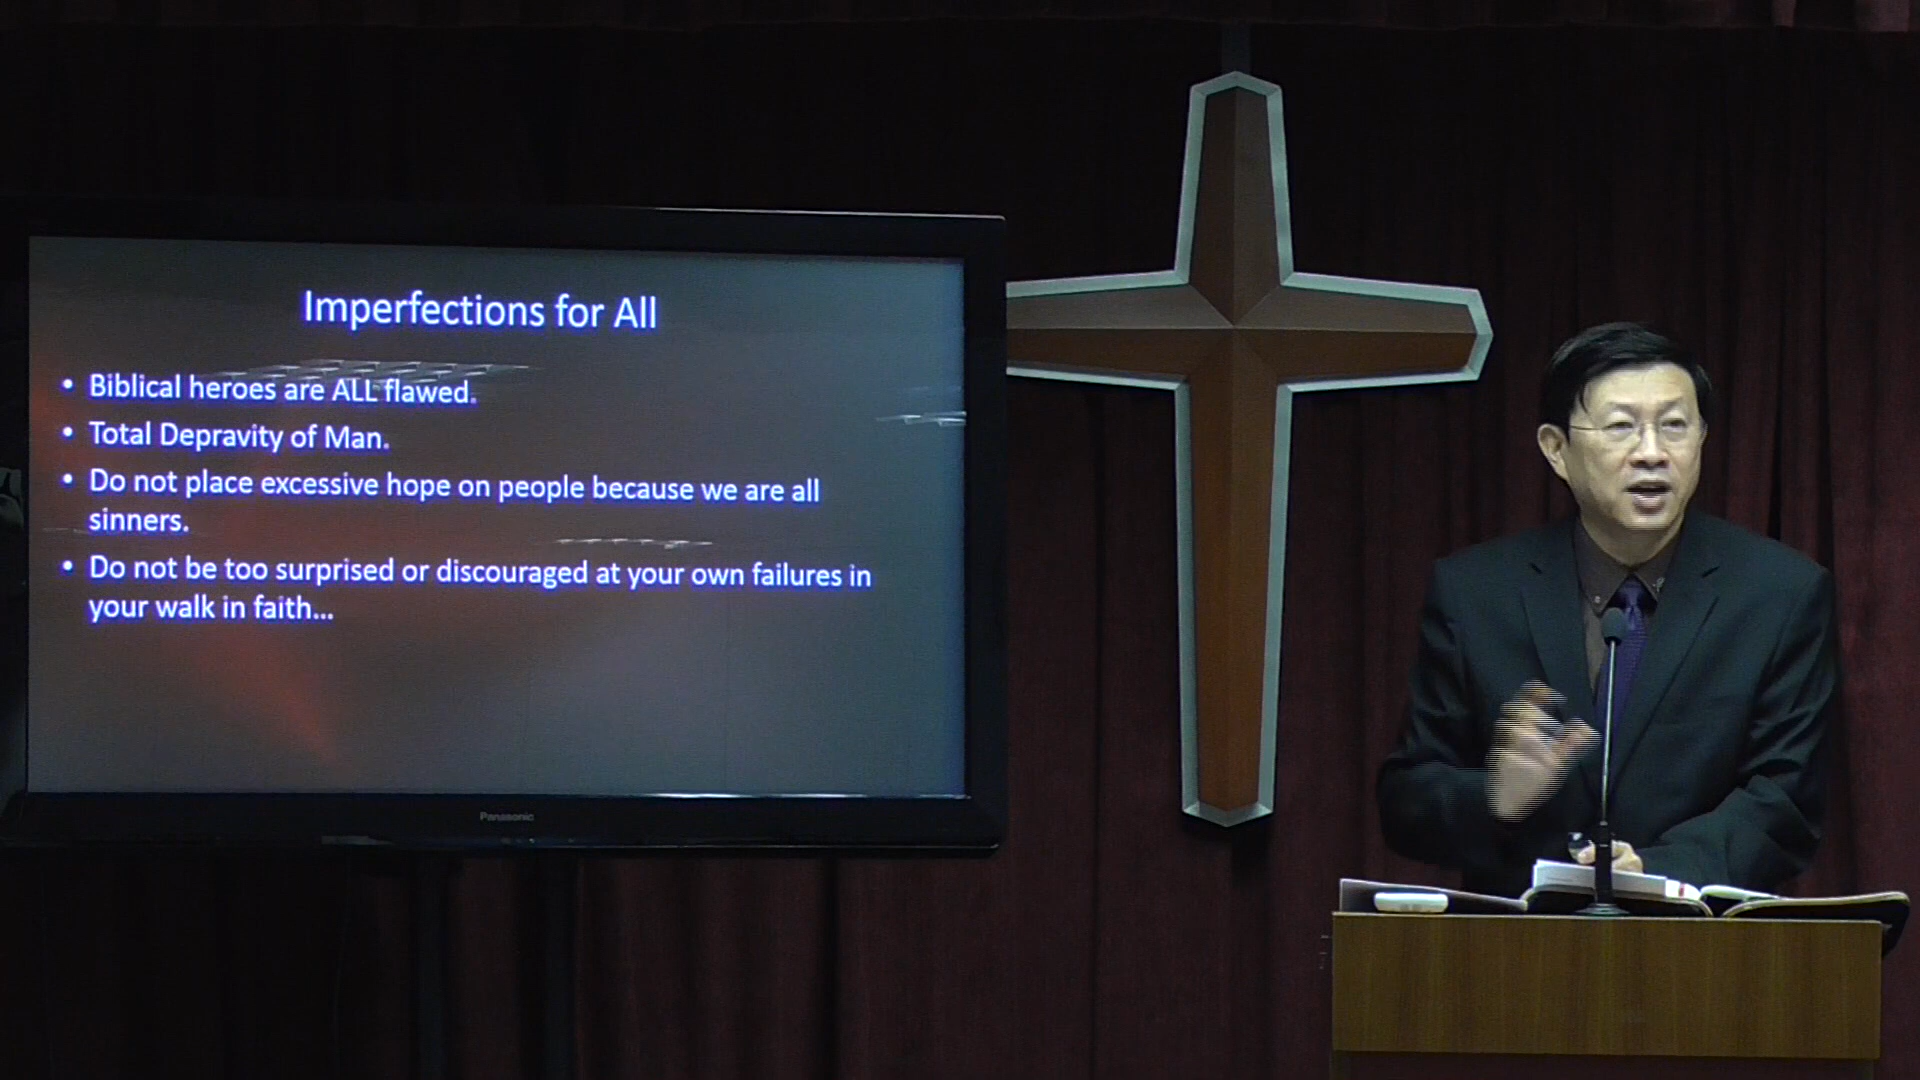 Imperfections for All
• Biblical heroes are ALL flawed.
• Total Depravity of Man.
• Do not place excessive hope on people because we are all
sinners.
• Do not be too surprised or discouraged at your own failures in
your walk in faith...
Panasonic